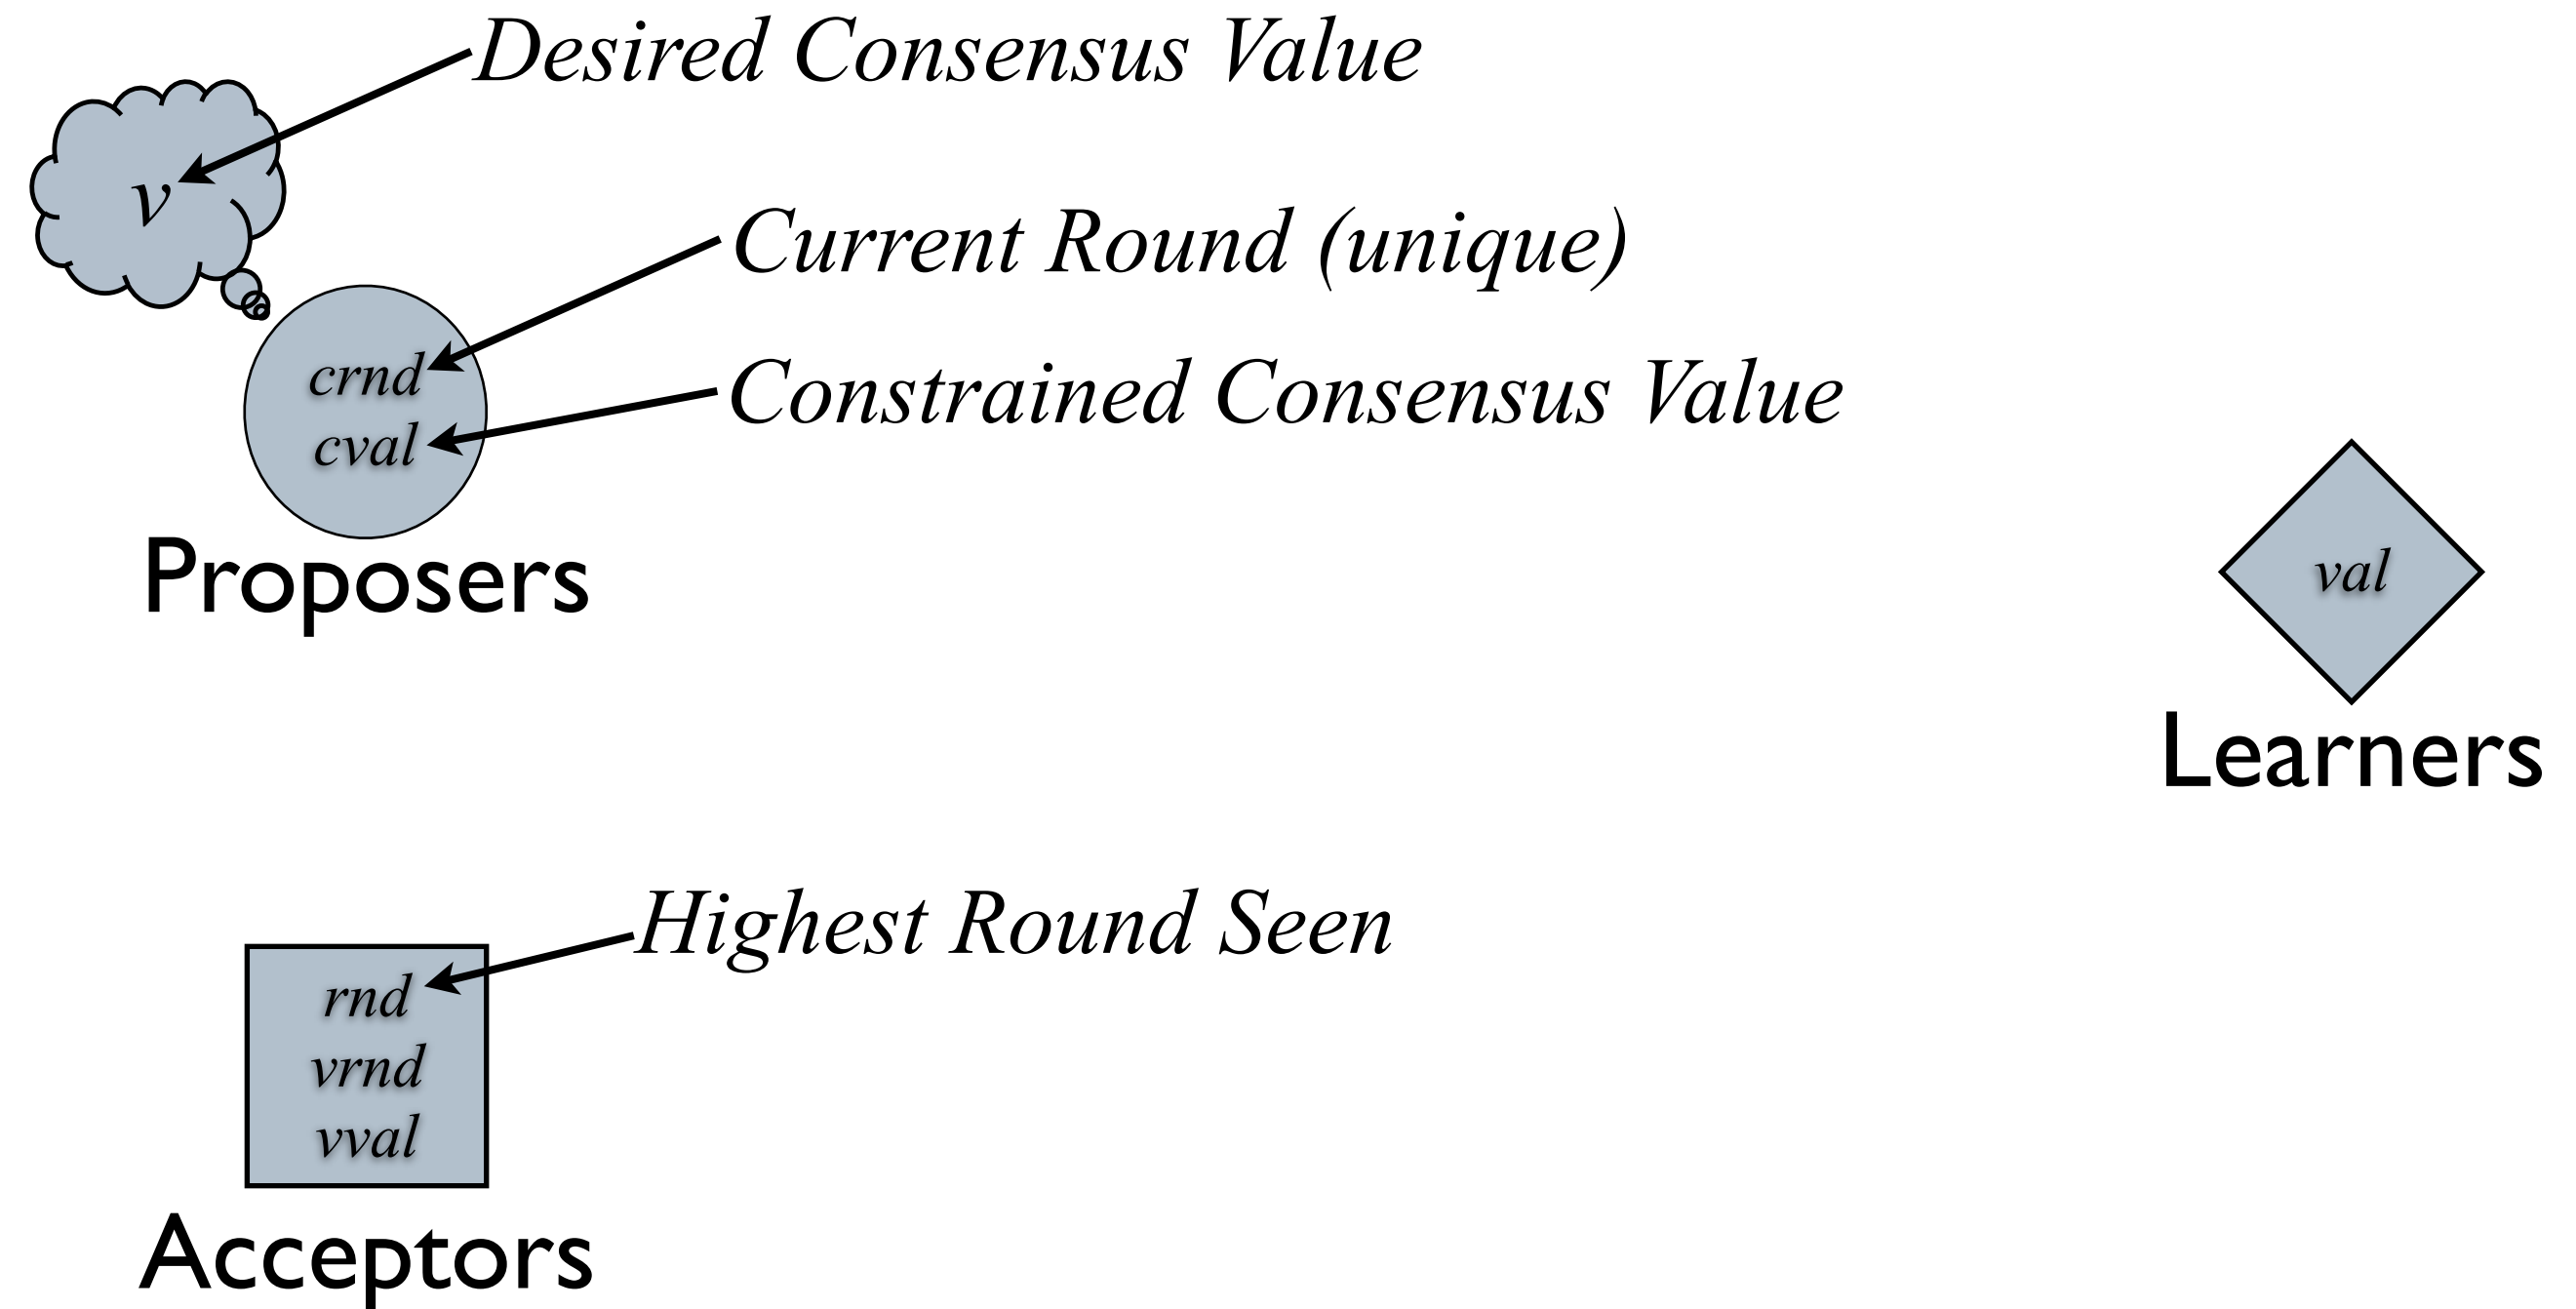 Desired Consensus Value
v
Current Round (unique)
crnd
Constrained Consensus Value
cval
Proposers
val
Learners
Highest Round Seen
rnd
vrnd
vval
Acceptors